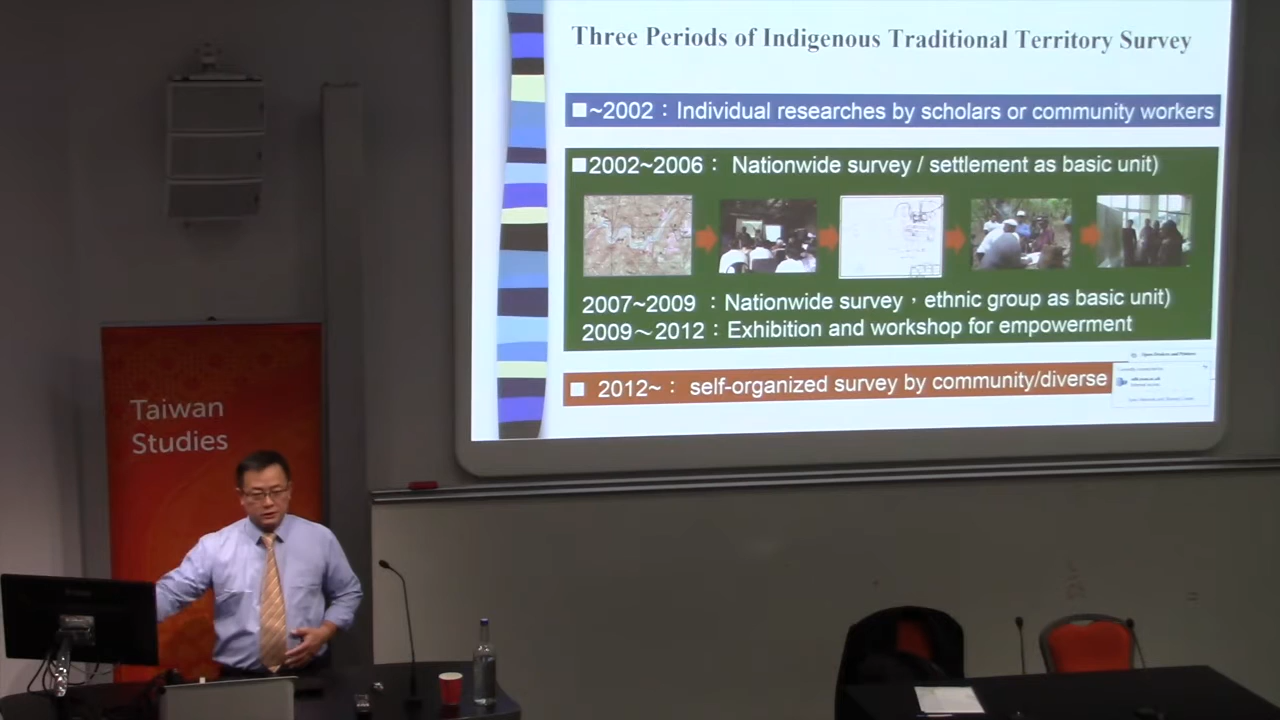 Three Periods of Indigenous Traditional Territory Survey
~2002：Individual researches by scholars or community workers
2002~2006： Nationwide survey / settlement as basic unit)
2007~2009 ：Nationwide survey，ethnic group as basic unit)
2009～2012：Exhibition and workshop for empowerment
2012~： self-organized survey by community/diverse
Taiwan
Studies